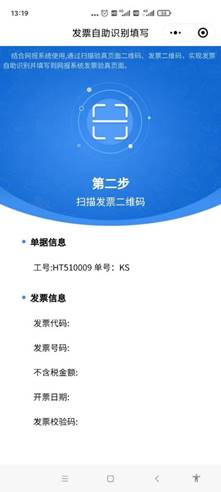 13:19
发票自助识别填写
结合网报系统使用,通过扫描验真页面二维码、发票二维码，实现发票
自助识别并填写到网报系统发票验真页面。
第二步
扫描发票二维码
单据信息
工号:HT510009 单号：KS
发票信息
发票代码:
发票号码:
不含税金额:
开票日期:
发票校验码: